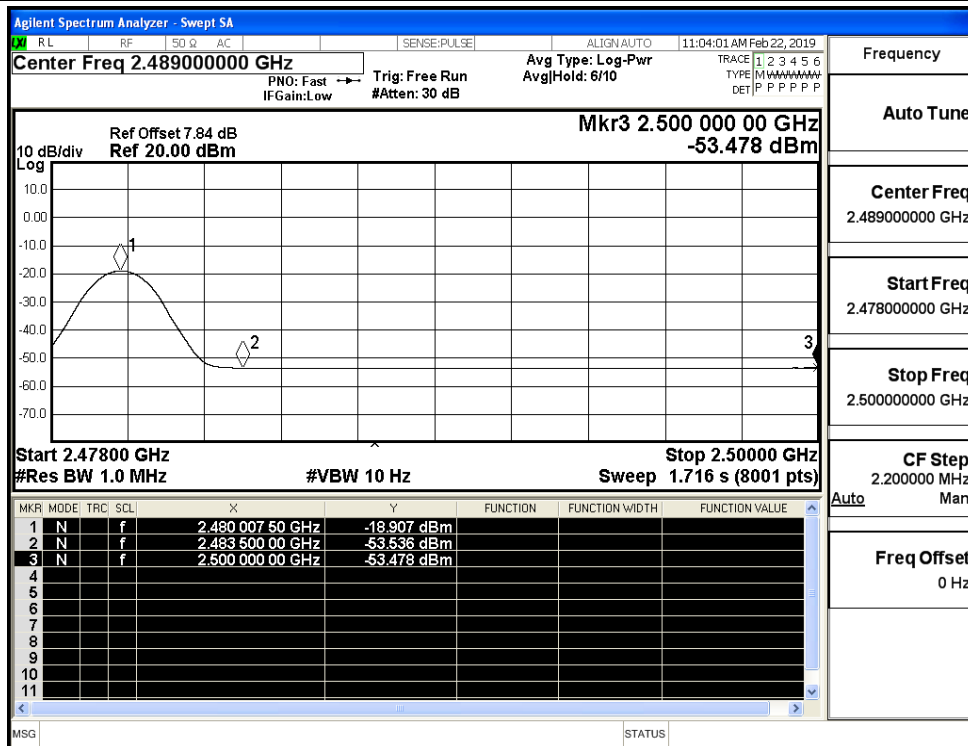 Agilent Spectrum Analyzer - Swept SA
LXI RL RF 50 Ω AC SENSE:PULSE ALIGN AUTO 11:04:01 AM Feb 22, 2019
Center Freq 2.489000000 GHz
PNO: Fast
IFGain:Low
Trig: Free Run
#Atten: 30 dB
Avg Type: Log-Pwr
Avg|Hold: 6/10
TRACE 1 2 3 4 5 6
TYPE MWWWWW
DET P P P P P P
Ref Offset 7.84 dB
10 dB/div Ref 20.00 dBm
Log
Mkr3 2.500 000 00 GHz
-53.478 dBm
10.0
0.00
-10.0
-20.0
-30.0
-40.0
-50.0
-60.0
-70.0
1
2
3
Start 2.47800 GHz Stop 2.50000 GHz
#Res BW 1.0 MHz #VBW 10 Hz Sweep 1.716 s (8001 pts)
MKR MODE TRC SCL X Y FUNCTION FUNCTION WIDTH FUNCTION VALUE
1 N f 2.480 007 50 GHz -18.907 dBm
2 N f 2.483 500 00 GHz -53.536 dBm
3 N f 2.500 000 00 GHz -53.478 dBm
4
5
6
7
8
9
10
11
MSG STATUS
Frequency
Auto Tune
Center Freq
2.489000000 GHz
Start Freq
2.478000000 GHz
Stop Freq
2.500000000 GHz
CF Step
2.200000 MHz
Auto Man
Freq Offset
0 Hz